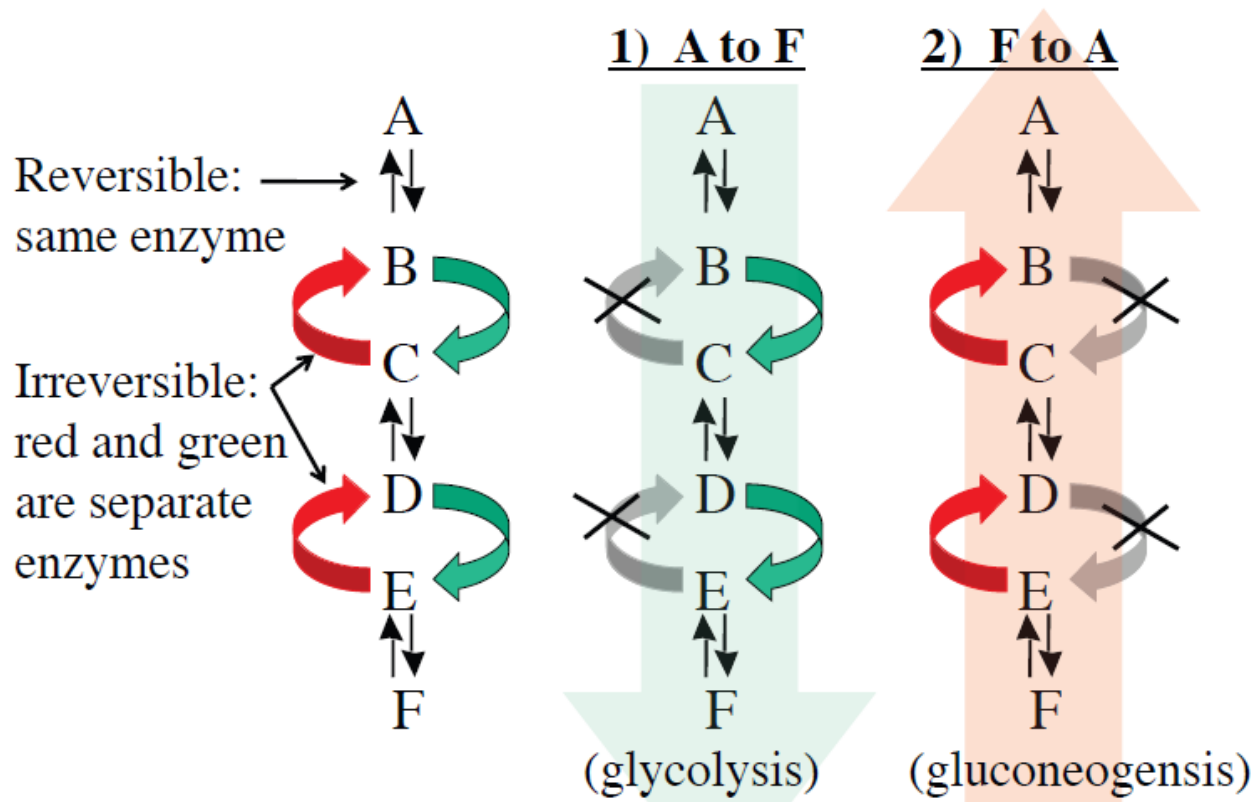 1) A to F
2) F to A
Reversible:
same enzyme
Irreversible:
red and green
are separate
enzymes
A
B
C
D
E
F
A
B
C
D
E
F
(glycolysis)
A
B
C
D
E
F
(gluconeogensis)